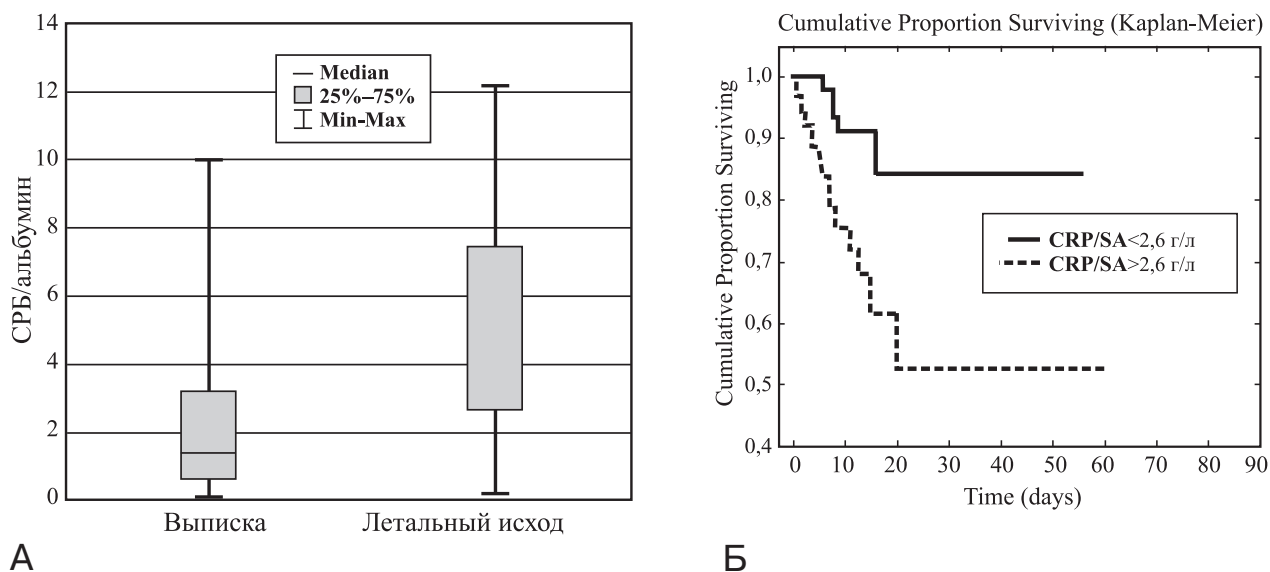 14
12
10
8
6
4
2
0
СРБ/альбумин
Median
25%–75%
Min-Max
Выписка
Летальный исход
А
Cumulative Proportion Surviving (Kaplan-Meier)
1,0
0,9
0,8
0,7
0,6
0,5
0,4
Cumulative Proportion Surviving
CRP/SA<2,6 г/л
CRP/SA>2,6 г/л
0 10 20 30 40 50 60 70 80 90
Time (days)
Б